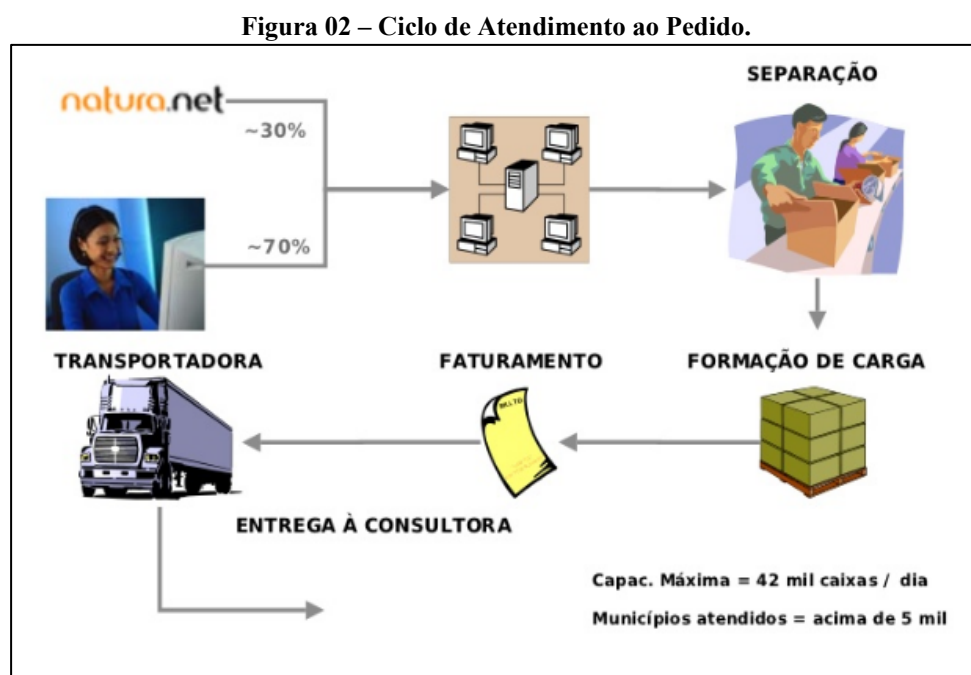 Figura 02 – Ciclo de Atendimento ao Pedido.
SEPARAÇÃO
natura.net
~30%
~70%
TRANSPORTADORA
FATURAMENTO
FORMAÇÃO DE CARGA
ENTREGA À CONSULTORA
Capac. Máxima = 42 mil caixas / dia
Municípios atendidos = acima de 5 mil